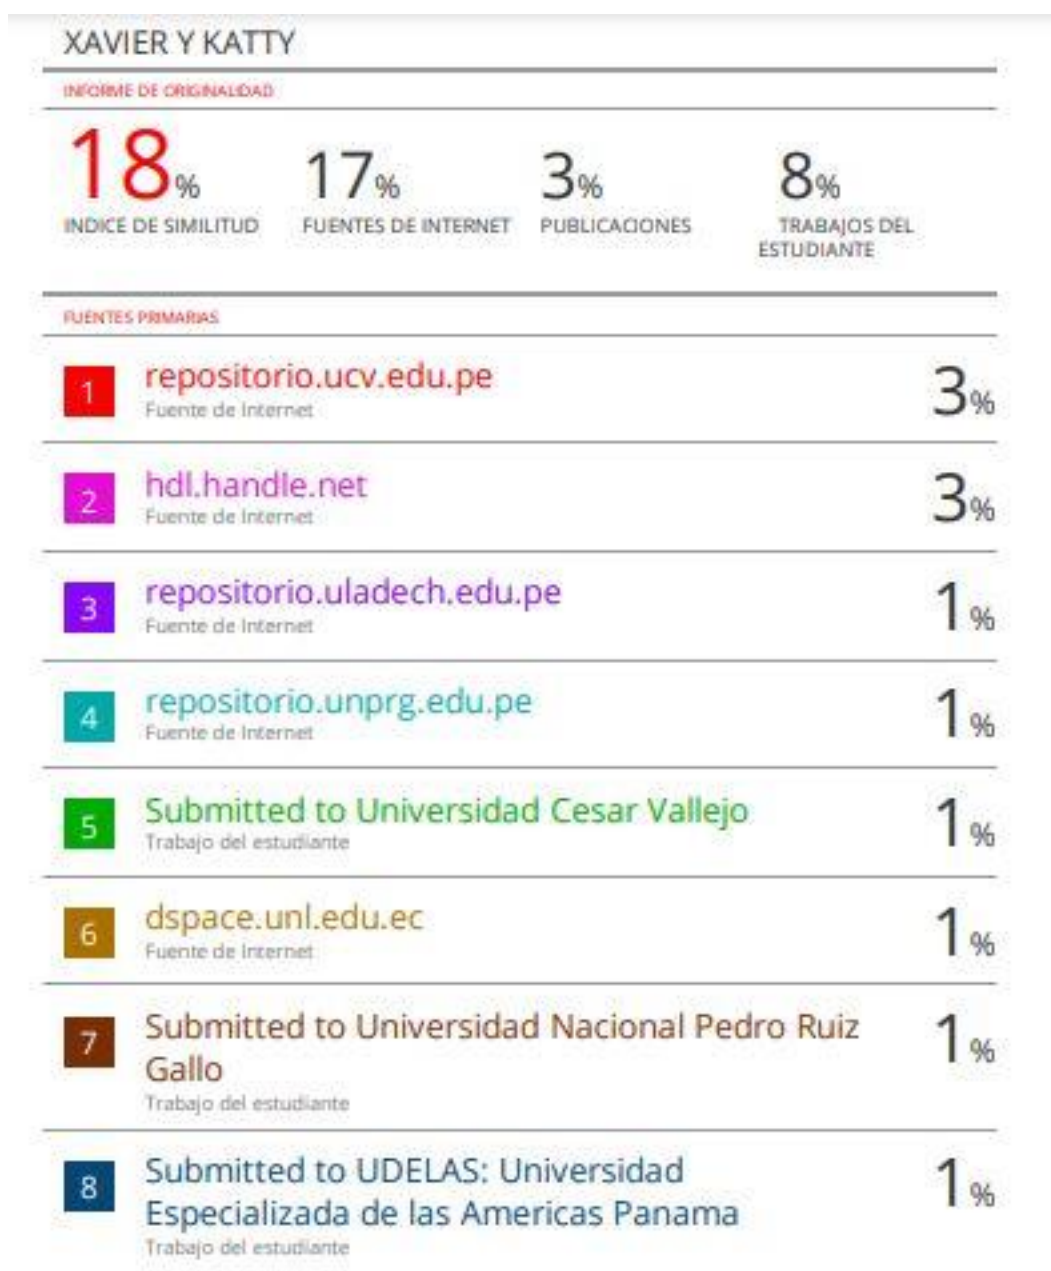 XAVIER Y KATTY
INFORME DE ORIGINALIDAD
18%
INDICE DE SIMILITUD
17%
FUENTES DE INTERNET
3%
PUBLICACIONES
8%
TRABAJOS DEL
ESTUDIANTE
FUENTES PRIMARIAS
1
repositorio.ucv.edu.pe
Fuente de Internet
3%
2
hdl.handle.net
Fuente de Internet
3%
3
repositorio.uladech.edu.pe
Fuente de Internet
1%
4
repositorio.unprg.edu.pe
Fuente de Internet
1%
5
Submitted to Universidad Cesar Vallejo
Trabajo del estudiante
1%
6
dspace.unl.edu.ec
Fuente de Internet
1%
7
Submitted to Universidad Nacional Pedro Ruiz
Gallo
Trabajo del estudiante
1%
8
Submitted to UDELAS: Universidad
Especializada de las Americas Panama
Trabajo del estudiante
1%